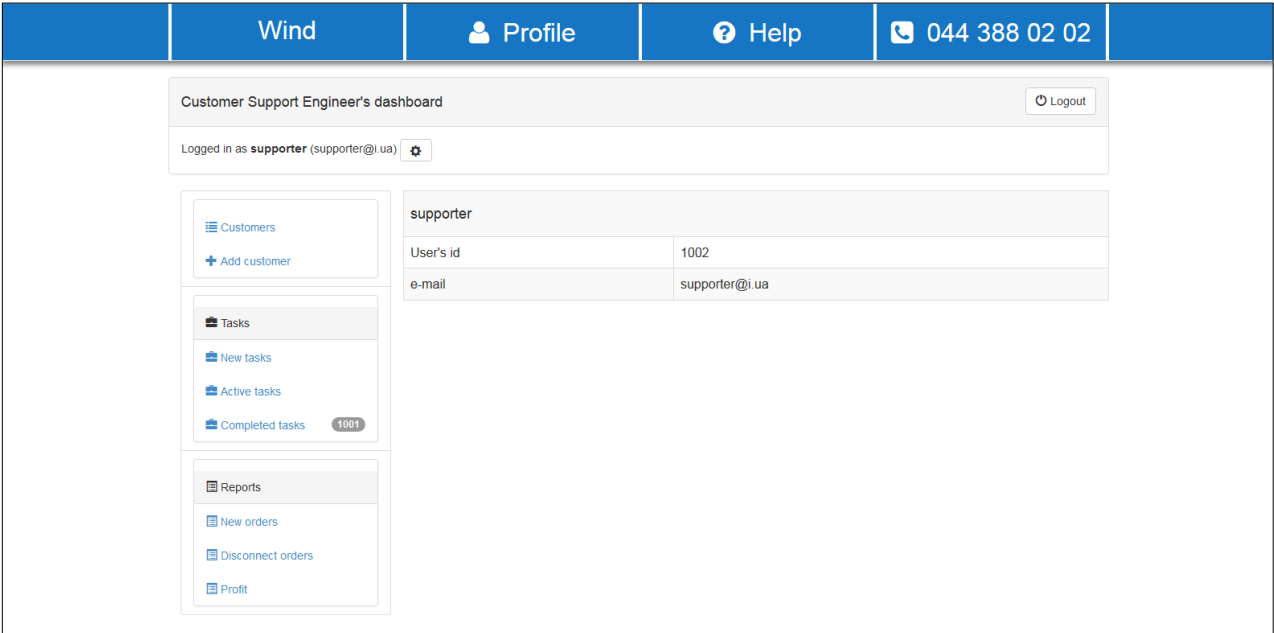 Wind Profile Help 044 388 02 02
Customer Support Engineer's dashboard Logout
Logged in as supporter (supporter@i.ua)
Customers
Add customer
Tasks
New tasks
Active tasks
Completed tasks 1001
Reports
New orders
Disconnect orders
Profit
supporter
User's id 1002
e-mail supporter@i.ua